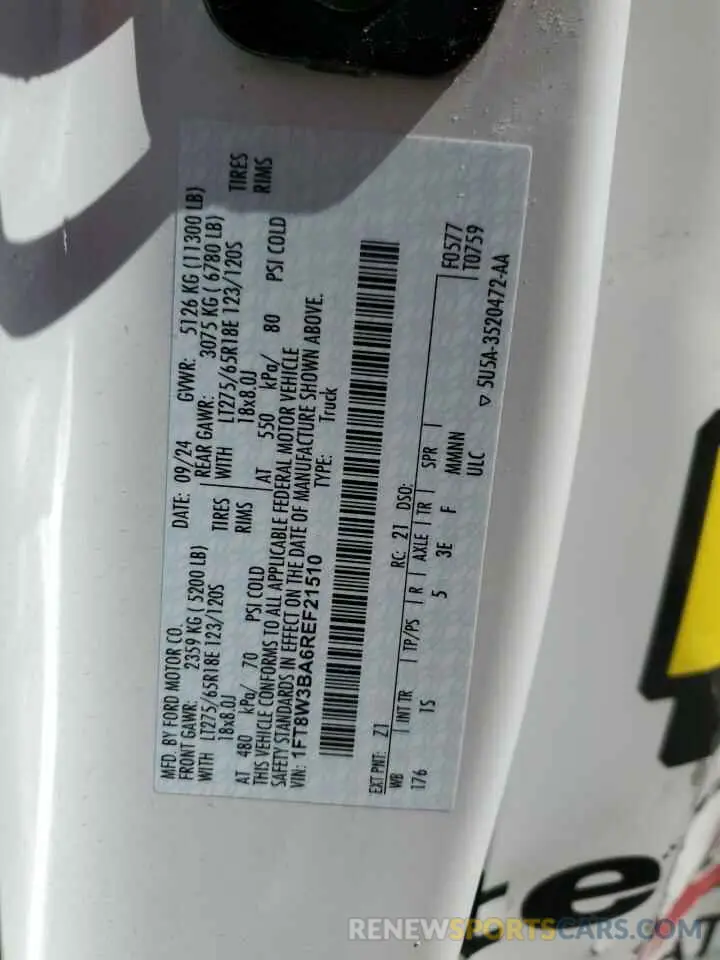 MFD. BY FORD MOTOR CO.
DATE: 09/24 GVWR: 5126 KG (11300 LB)
FRONT GAWR: 2359 KG ( 5200 LB)
REAR GAWR: 3075 KG ( 6780 LB)
WITH LT275/65R18E 123/120S TIRES
WITH LT275/65R18E 123/120S TIRES
18x8.0J RIMS
18x8.0J RIMS
AT 480 kPa/ 70 PSI COLD
AT 550 kPa/ 80 PSI COLD
THIS VEHICLE CONFORMS TO ALL APPLICABLE FEDERAL MOTOR VEHICLE
SAFETY STANDARDS IN EFFECT ON THE DATE OF MANUFACTURE SHOWN ABOVE.
VIN: 1FT8W3BA6REF21510 TYPE: Truck
EXT PNT: Z1 RC: 21 DSO:
WB INT TR TP/PS R AXLE TR SPR
176 TS 5 3E F MMNN
ULC
F0577
T0759
▽ 5U5A-3520472-AA
RENEWSPORTSCARS.COM